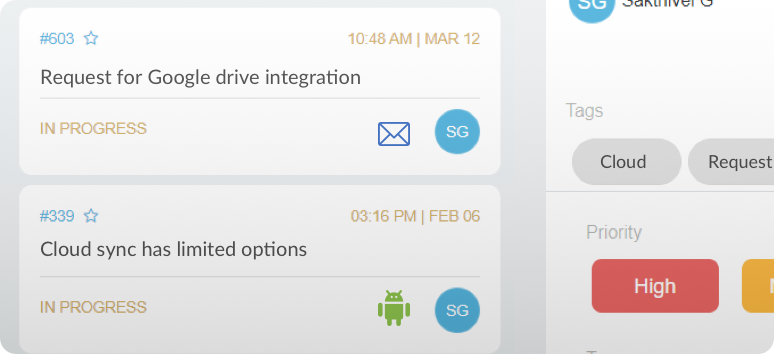 #603
10:48 AM | MAR 12
Request for Google drive integration
IN PROGRESS
SG
#339
03:16 PM | FEB 06
Cloud sync has limited options
IN PROGRESS
SG
SG
Sakthivel G
Tags
Cloud
Request
Priority
High